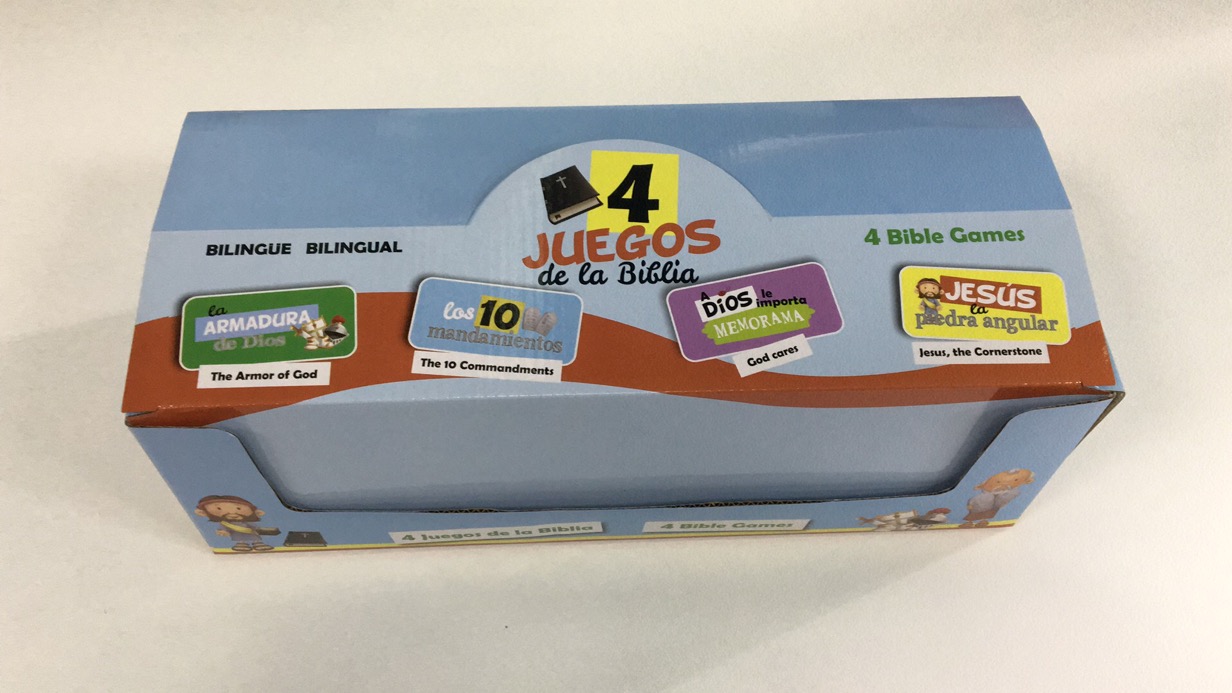 4
JUEGOS
de la Biblia
BILINGÜE BILINGUAL
4 Bible Games
la
ARMADURA
de Dios
The Armor of God
los 10
mandamientos
The 10 Commandments
A DiOS le
importa
MEMORAMA
God cares
JESÚS
la
piedra angular
Jesus, the Cornerstone
4 Juegos de la Biblia
4 Bible Games